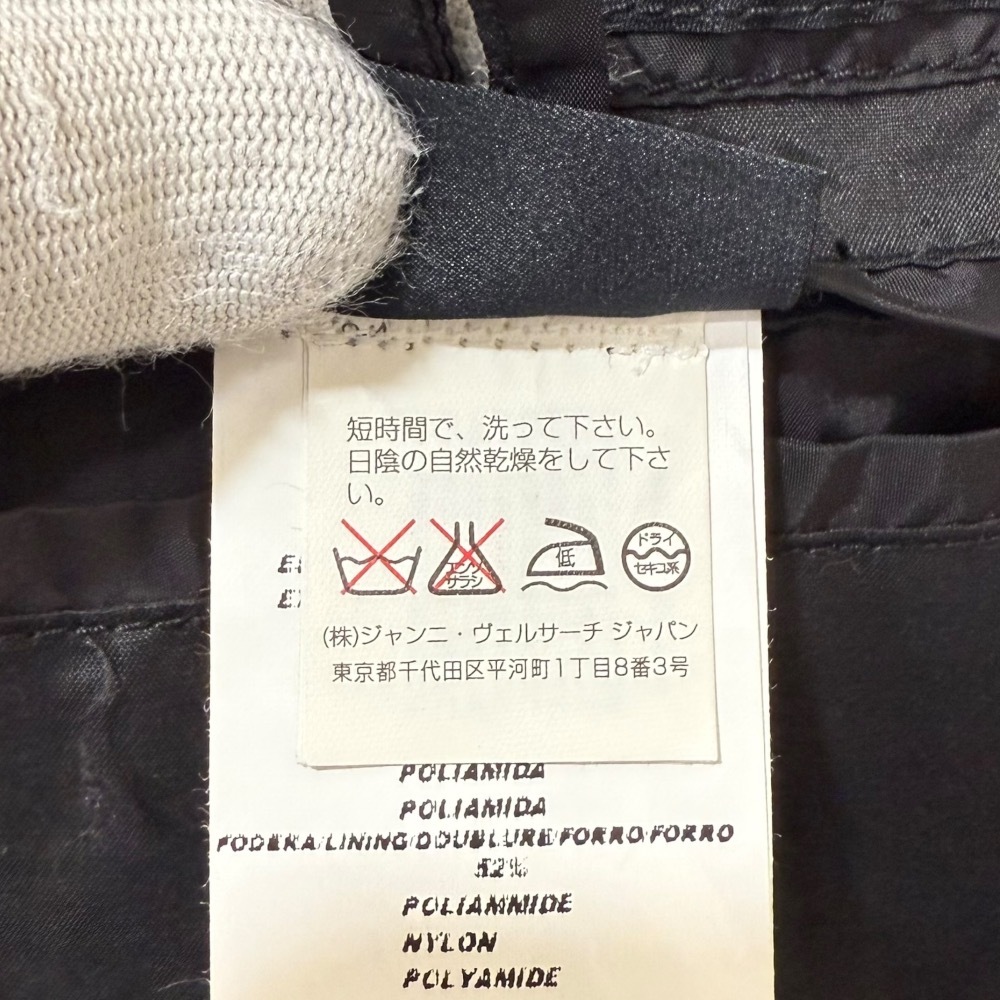 短時間で、洗って下さい。
日陰の自然乾燥をして下さ
い。
エンソ
サラシ
低
ドライ
セキユ系
(株)ジャンニ・ヴェルサーチ ジャパン
東京都千代田区平河町1丁目8番3号
POLIAMIDA
POLIAMIDA
FODERA/LINING/DOUBLURE/FORRO/FORRO
52%
POLIAMMIDE
NYLON
POLYAMIDE